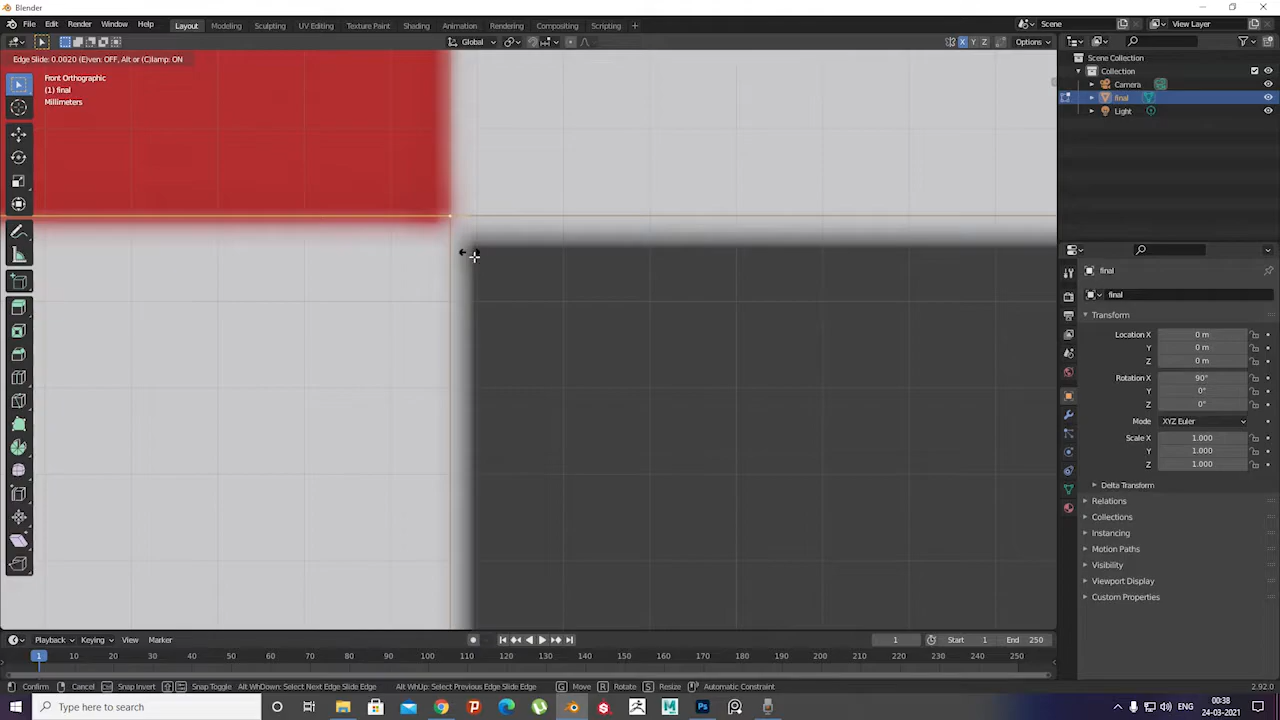 Blender
File Edit Render Window Help Layout Modeling Sculpting UV Editing Texture Paint Shading Animation Rendering Compositing Scripting + Scene View Layer
Global X Y Z Options
Edge Slide: 0.0020 (E)ven: OFF, Alt or (C)lamp: ON
Front Orthographic
(1) final
Millimeters
Scene Collection
Collection
Camera
final
Light
final
final
Transform
Location X 0 m
Y 0 m
Z 0 m
Rotation X 90°
Y 0°
Z 0°
Mode XYZ Euler
Scale X 1.000
Y 1.000
Z 1.000
Delta Transform
Relations
Collections
Instancing
Motion Paths
Visibility
Viewport Display
Custom Properties
Playback Keying View Marker 1 Start 1 End 250
1 10 20 30 40 50 60 70 80 90 100 110 120 130 140 150 160 170 180 190 200 210 220 230 240 250
Confirm Cancel Snap Invert Snap Toggle Alt WhDown: Select Next Edge Slide Edge Alt WhUp: Select Previous Edge Slide Edge G Move R Rotate S Resize Automatic Constraint 2.92.0
Type here to search ENG 00:38
24-03-2021